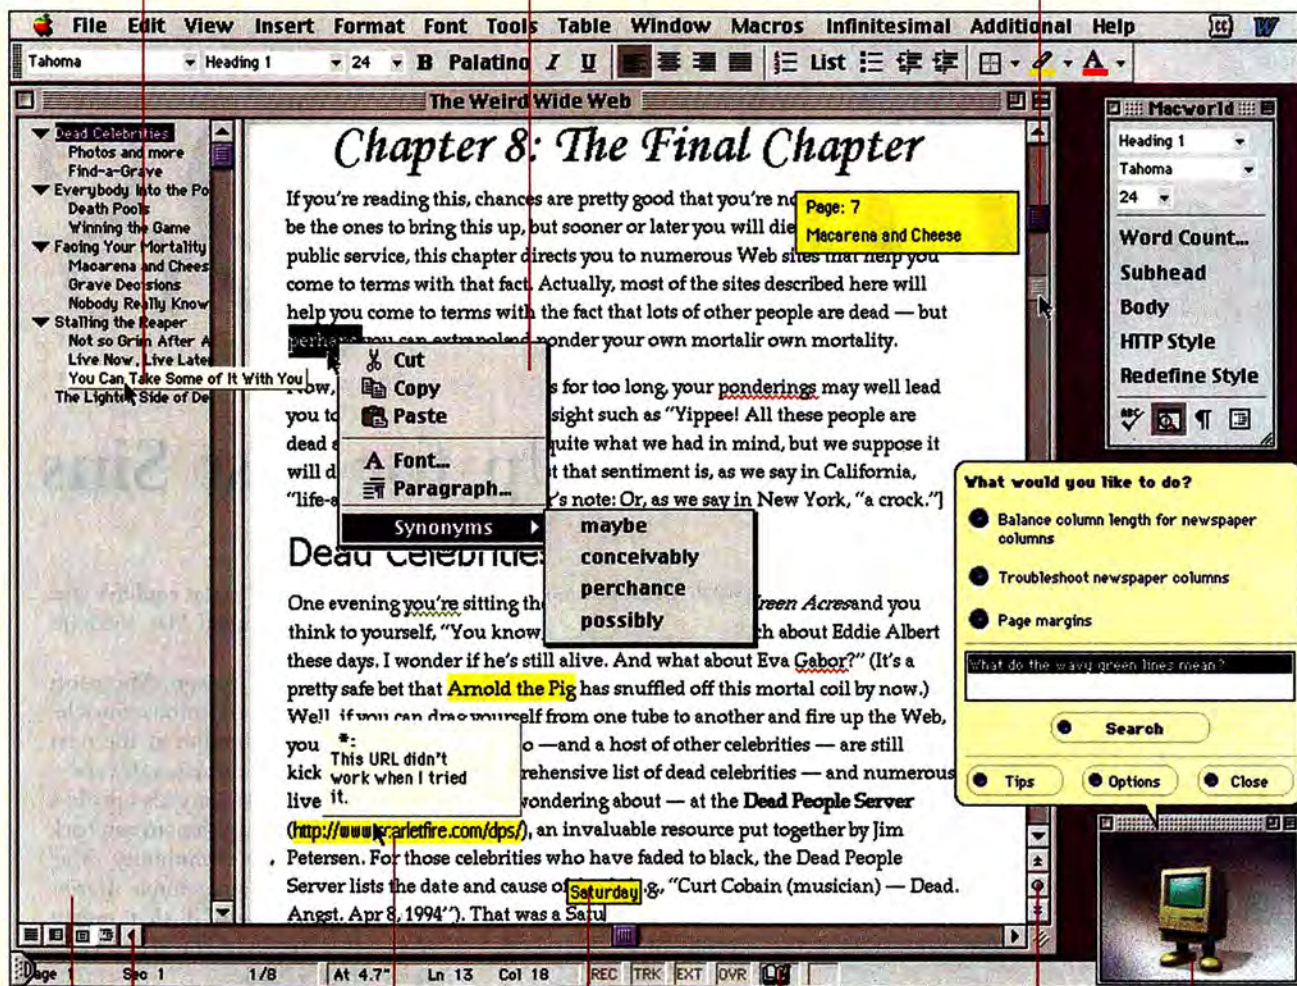 File Edit View Insert Format Font Tools Table Window Macros Infinitesimal Additional Help
Tahoma Heading 1 24 B Palatino I U List A
The Weird Wide Web
Dead Celebrities
Photos and more
Find-a-Grave
Everybody Into the Po
Death Pools
Winning the Game
Facing Your Mortality
Macarena and Chees
Grave Decisions
Nobody Really Know
Stalling the Reaper
Not so Grim After A
Live Now, Live Late
You Can Take Some of It With You
The Lighter Side of De
Chapter 8: The Final Chapter
If you're reading this, chances are pretty good that you're no
be the ones to bring this up, but sooner or later you will die
public service, this chapter directs you to numerous Web sites that help you
come to terms with that fact. Actually, most of the sites described here will
help you come to terms with the fact that lots of other people are dead — but
perhaps you can ponder your own mortalir own mortality.
Page: 7
Macarena and Cheese
Cut
Copy
Paste
Font...
Paragraph...
Synonyms
maybe
conceivably
perchance
possibly
Now, s for too long, your ponderings may well lead
you to sight such as "Yippee! All these people are
dead quite what we had in mind, but we suppose it
will d t that sentiment is, as we say in California,
"life-a r's note: Or, as we say in New York, "a crock."]
Dead Celebrities
One evening you're sitting th reen Acresand you
think to yourself, "You know, ch about Eddie Albert
these days. I wonder if he's still alive. And what about Eva Gabor?" (It's a
pretty safe bet that Arnold the Pig has snuffled off this mortal coil by now.)
Well, if you can drag yourself from one tube to another and fire up the Web,
you o —and a host of other celebrities — are still
kick rehensive list of dead celebrities — and numerous
live wondering about — at the Dead People Server
(http://www.scarletfire.com/dps/), an invaluable resource put together by Jim
Petersen. For those celebrities who have faded to black, the Dead People
Server lists the date and cause of .g., "Curt Cobain (musician) — Dead.
Angst. Apr 8, 1994"). That was a Satu
*:
This URL didn't
work when I tried
it.
Saturday
Page 1 Sec 1 1/8 At 4.7" Ln 13 Col 18 REC TRK EXT OVR
Macworld
Heading 1
Tahoma
24
Word Count...
Subhead
Body
HTTP Style
Redefine Style
ABC ¶
What would you like to do?
Balance column length for newspaper
columns
Troubleshoot newspaper columns
Page margins
What do the wavy green lines mean?
Search
Tips Options Close